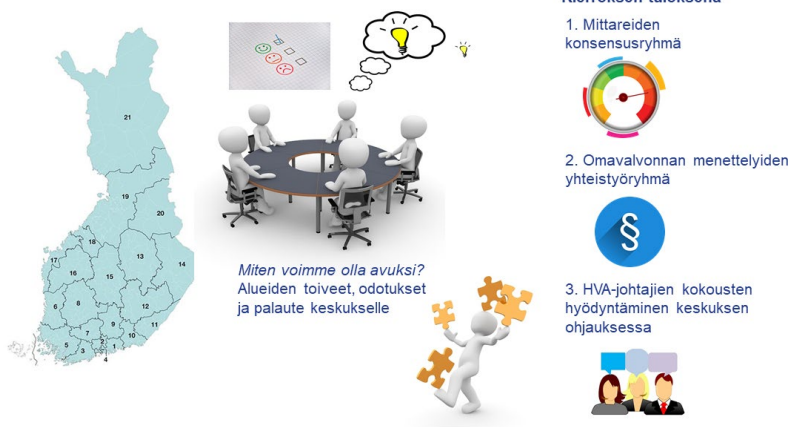 Kierroksen tuloksena
1. Mittareiden
konsensusryhmä
21
19
20
18
17
16
15
13
14
6
8
12
9
11
7
10
5
3
2
1
4
Miten voimme olla avuksi?
Alueiden toiveet, odotukset
ja palaute keskukselle
2. Omavalvonnan menettelyiden
yhteistyöryhmä
§
3. HVA-johtajien kokousten
hyödyntäminen keskuksen
ohjauksessa